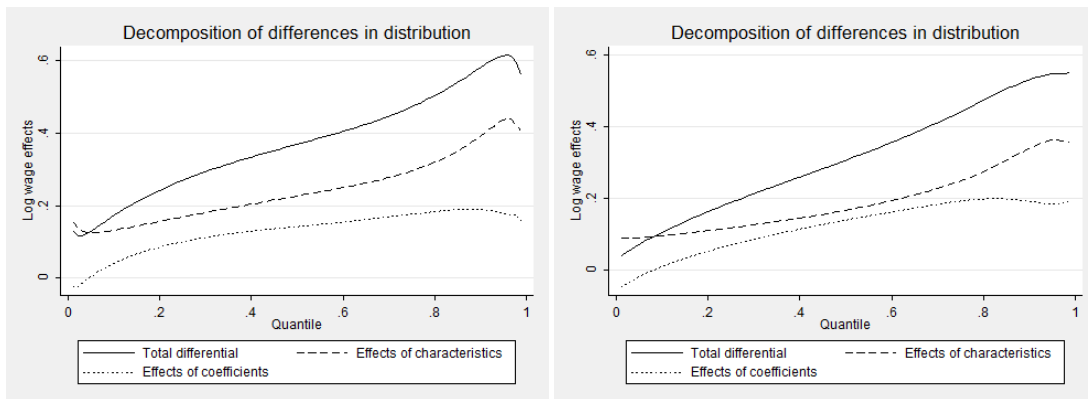 Decomposition of differences in distribution
.6
.4
.2
0
Log wage effects
0 .2 .4 .6 .8 1
Quantile
Total differential Effects of characteristics
Effects of coefficients
Decomposition of differences in distribution
.6
.4
.2
0
Log wage effects
0 .2 .4 .6 .8 1
Quantile
Total differential Effects of characteristics
Effects of coefficients